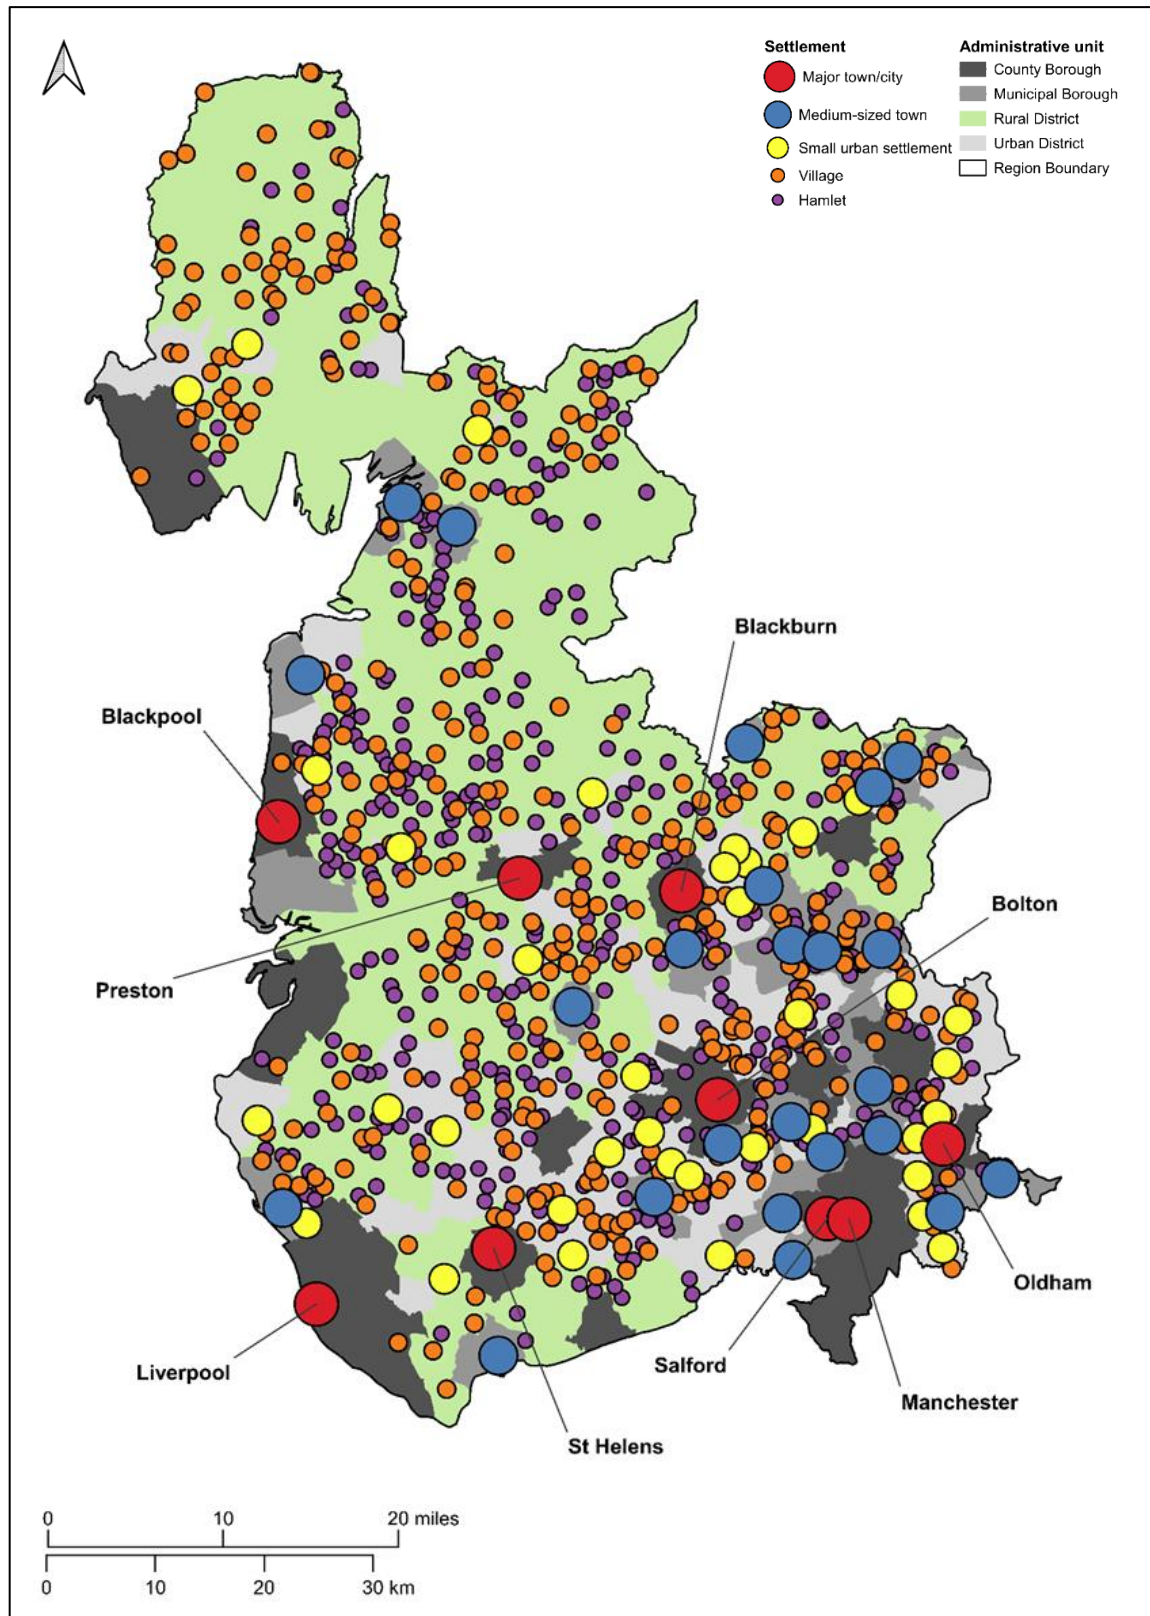 Settlement
Major town/city
Medium-sized town
Small urban settlement
Village
Hamlet
Administrative unit
County Borough
Municipal Borough
Rural District
Urban District
Region Boundary
Blackburn
Blackpool
Bolton
Preston
Oldham
Salford
Liverpool
Manchester
St Helens
0 10 20 miles
0 10 20 30 km